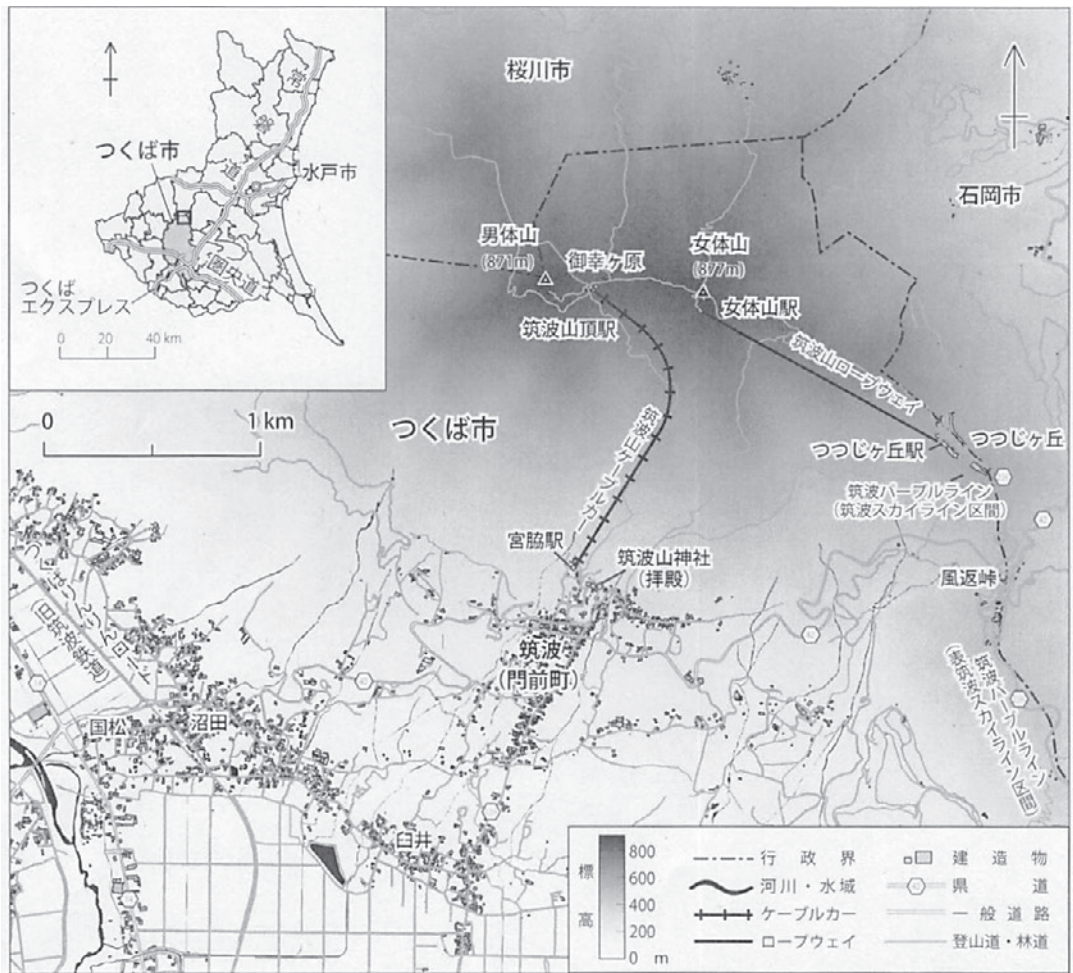 常
磐
道
つくば市
水戸市
圏央道
つくば
エクスプレス
0 20 40 km
桜川市
石岡市
男体山
(871m)
御幸ヶ原
女体山
(877m)
筑波山頂駅
女体山駅
筑波山ロープウェイ
0 1 km
つくば市
筑波山ケーブルカー
つつじヶ丘
つつじヶ丘駅
筑波パープルライン
(筑波スカイライン区間)
42
宮脇駅
筑波山神社
(拝殿)
風返峠
つくばりんりんロード
(旧筑波鉄道)
筑波
(門前町)
42
42
国松
沼田
筑波パープルライン
(表筑波スカイライン区間)
臼井
標高
800
600
400
200
0 m
行政界
河川・水域
ケーブルカー
ロープウェイ
建造物
42
県道
一般道路
登山道・林道